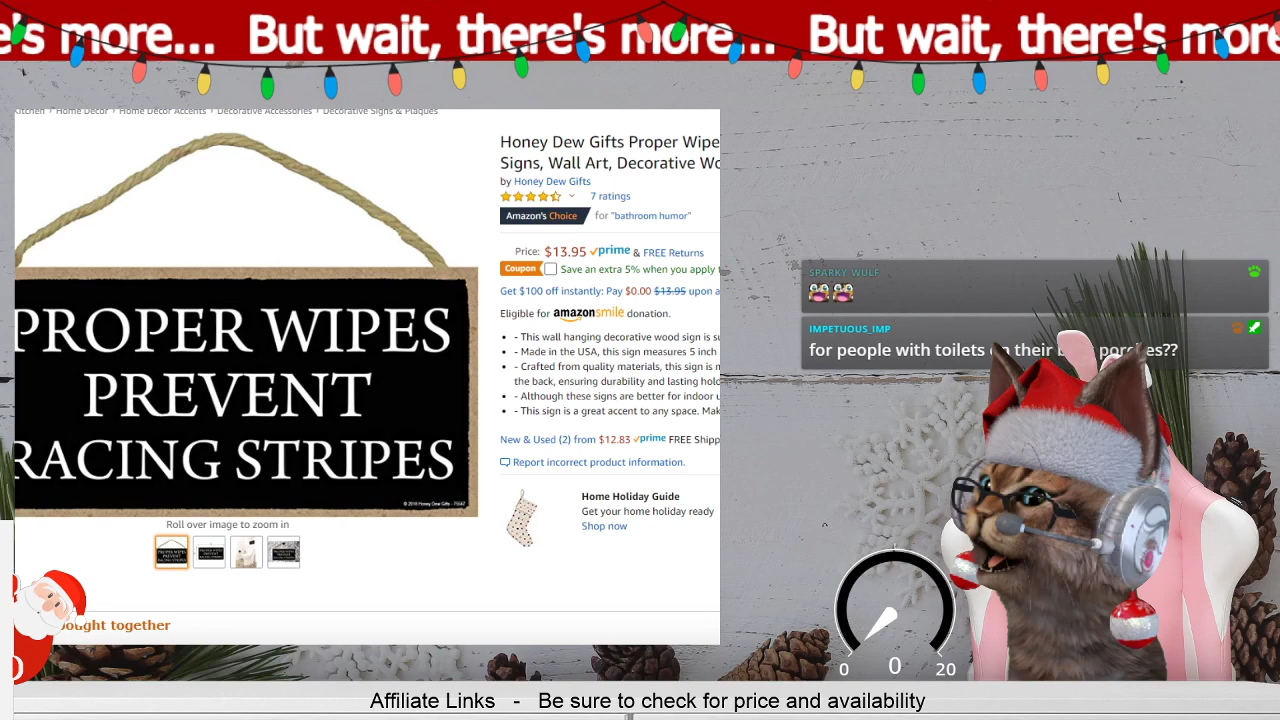 e's more... But wait, there's more... But wait, there's more
Kitchen › Home Décor › Home Décor Accents › Decorative Accessories › Decorative Signs & Plaques
PROPER WIPES
PREVENT
RACING STRIPES
Roll over image to zoom in
Honey Dew Gifts Proper Wipe
Signs, Wall Art, Decorative Wo
by Honey Dew Gifts
7 ratings
Amazon's Choice for "bathroom humor"
Price: $13.95 prime & FREE Returns
Coupon Save an extra 5% when you apply
Get $100 off instantly: Pay $0.00 $13.95 upon a
Eligible for amazonsmile donation.
- This wall hanging decorative wood sign is su
- Made in the USA, this sign measures 5 inch
- Crafted from quality materials, this sign is
the back, ensuring durability and lasting hold
- Although these signs are better for indoor u
- This sign is a great accent to any space. Mak
New & Used (2) from $12.83 prime FREE Shipp
Report incorrect product information.
Home Holiday Guide
Get your home holiday ready
Shop now
ought together
SPARKY_WULF
IMPETUOUS_IMP
for people with toilets on their porches??
0 0 20
Affiliate Links - Be sure to check for price and availability